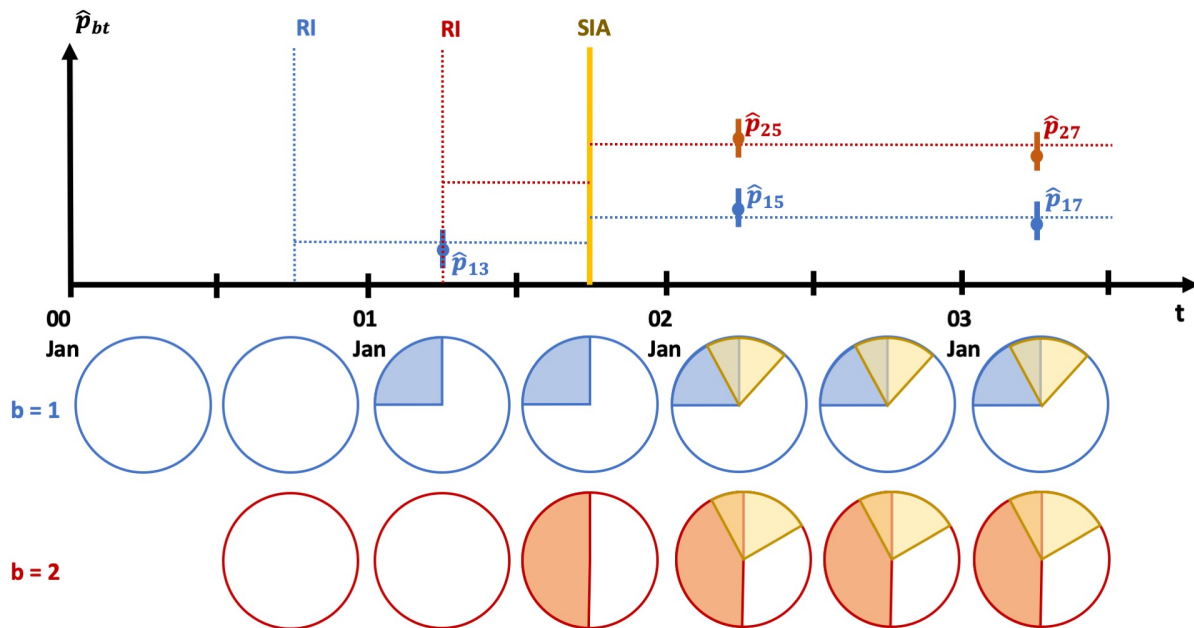 p̂bt
RI RI SIA
p̂25 p̂27
p̂15 p̂17
p̂13
00 01 02 03 t
Jan Jan Jan Jan
b = 1
b = 2